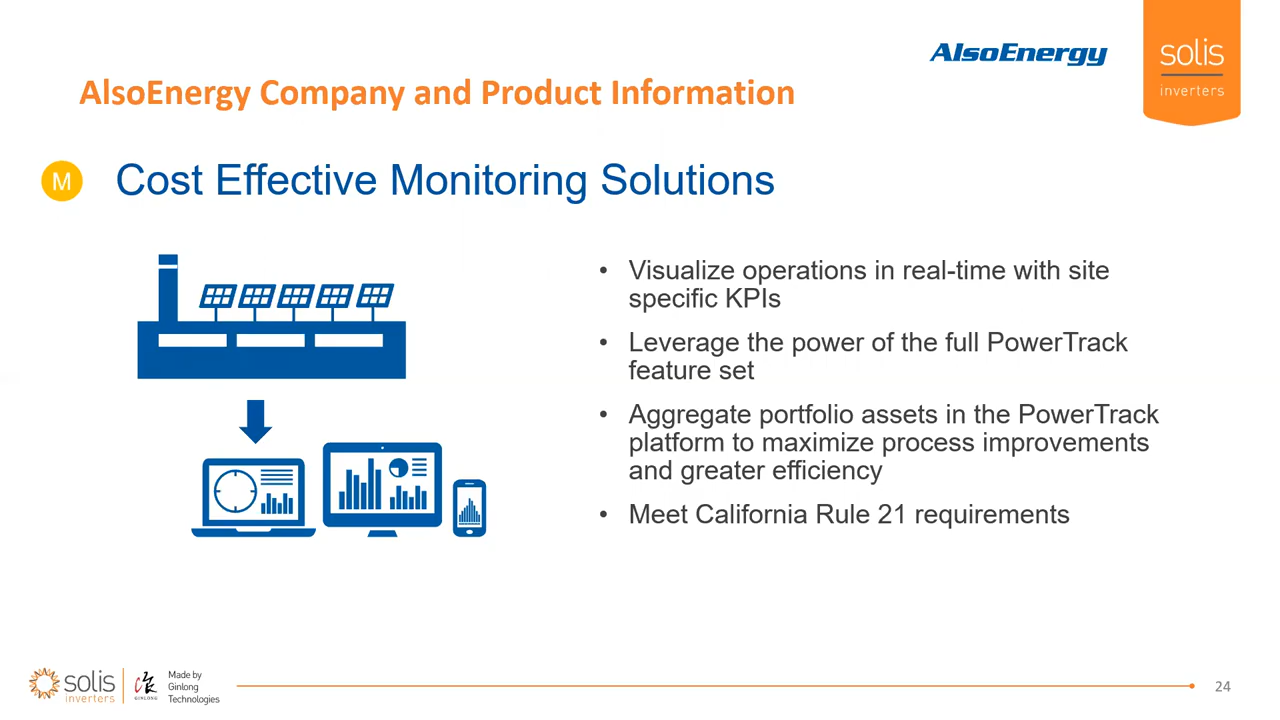 AlsoEnergy
solis
inverters
AlsoEnergy Company and Product Information
M
Cost Effective Monitoring Solutions
• Visualize operations in real-time with site
specific KPIs
• Leverage the power of the full PowerTrack
feature set
• Aggregate portfolio assets in the PowerTrack
platform to maximize process improvements
and greater efficiency
• Meet California Rule 21 requirements
solis
inverters
GINLONG
Made by
Ginlong
Technologies
24